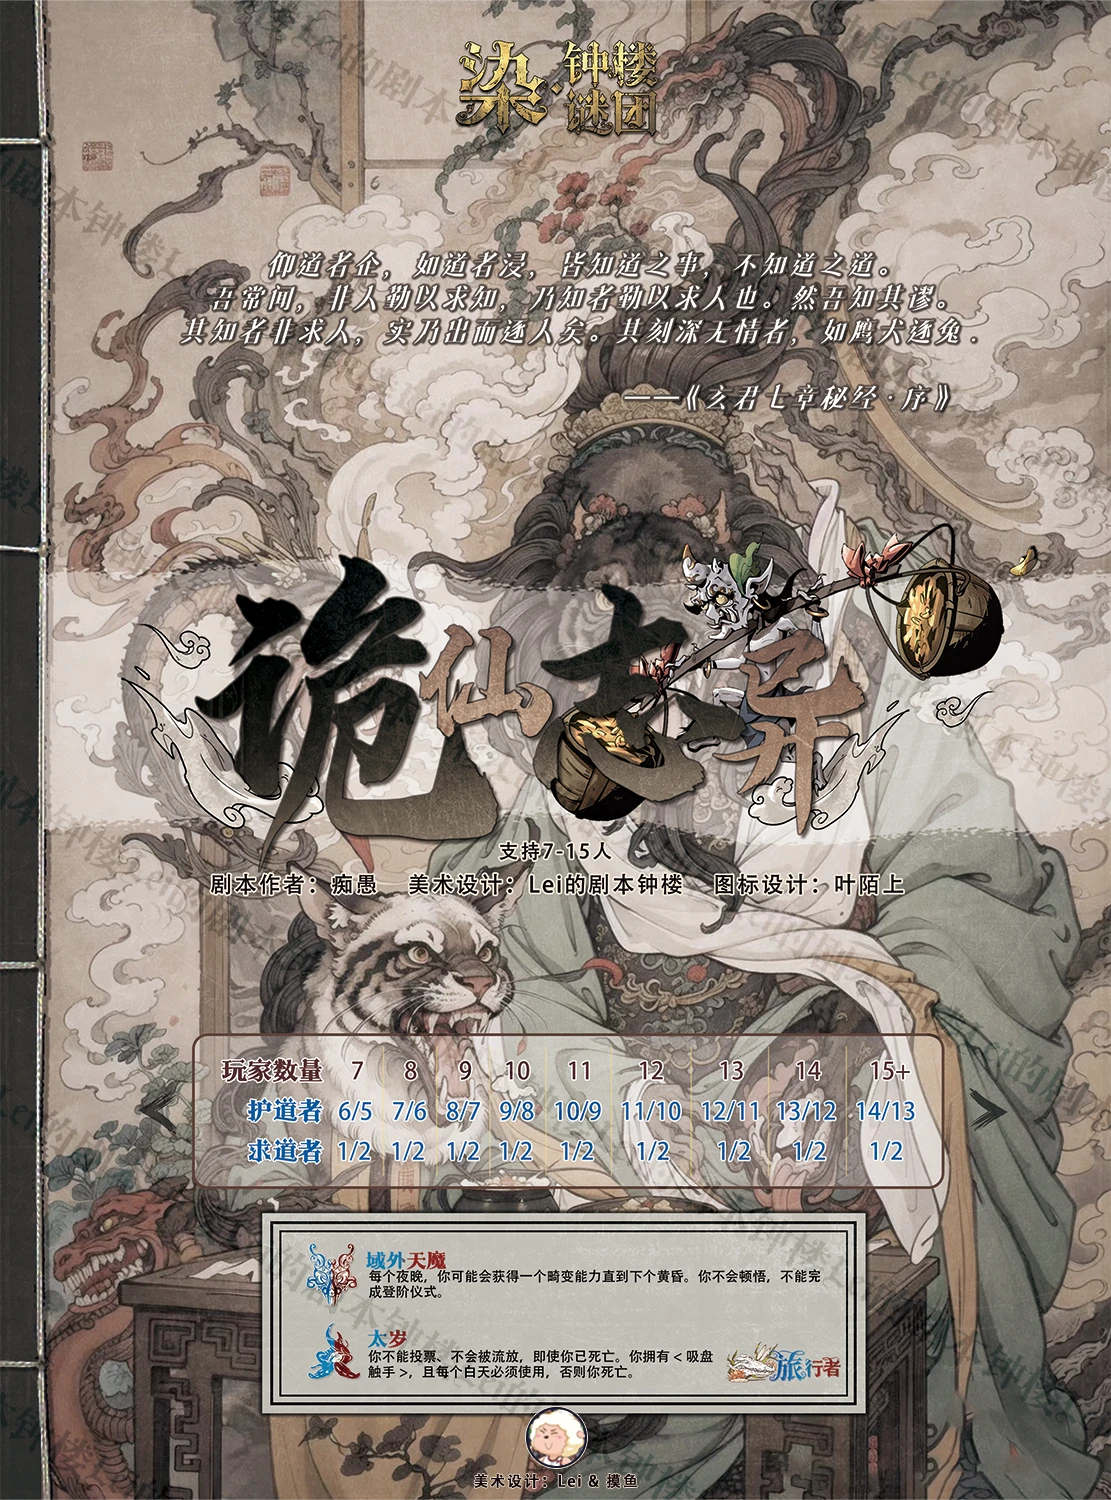 染·钟楼谜团
仰道者企，如道者浸，皆知道之事，不知道之道。
吾常闻，非人勒以求知，乃知者勒以求人也。然吾知其谬。
其知者非求人，实乃出而逐人矣。其刻深无情者，如鹰犬逐兔．
——《玄君七章秘经·序》
诡仙志异
支持7-15人
剧本作者：痴愚 美术设计：Lei的剧本钟楼 图标设计：叶陌上
玩家数量 7 8 9 10 11 12 13 14 15+
护道者 6/5 7/6 8/7 9/8 10/9 11/10 12/11 13/12 14/13
求道者 1/2 1/2 1/2 1/2 1/2 1/2 1/2 1/2 1/2
域外天魔
每个夜晚，你可能会获得一个畸变能力直到下个黄昏。你不会顿悟，不能完
成登阶仪式。
太岁
你不能投票、不会被流放，即使你已死亡。你拥有＜吸盘
触手＞，且每个白天必须使用，否则你死亡。
旅行者
美术设计：Lei & 摸鱼